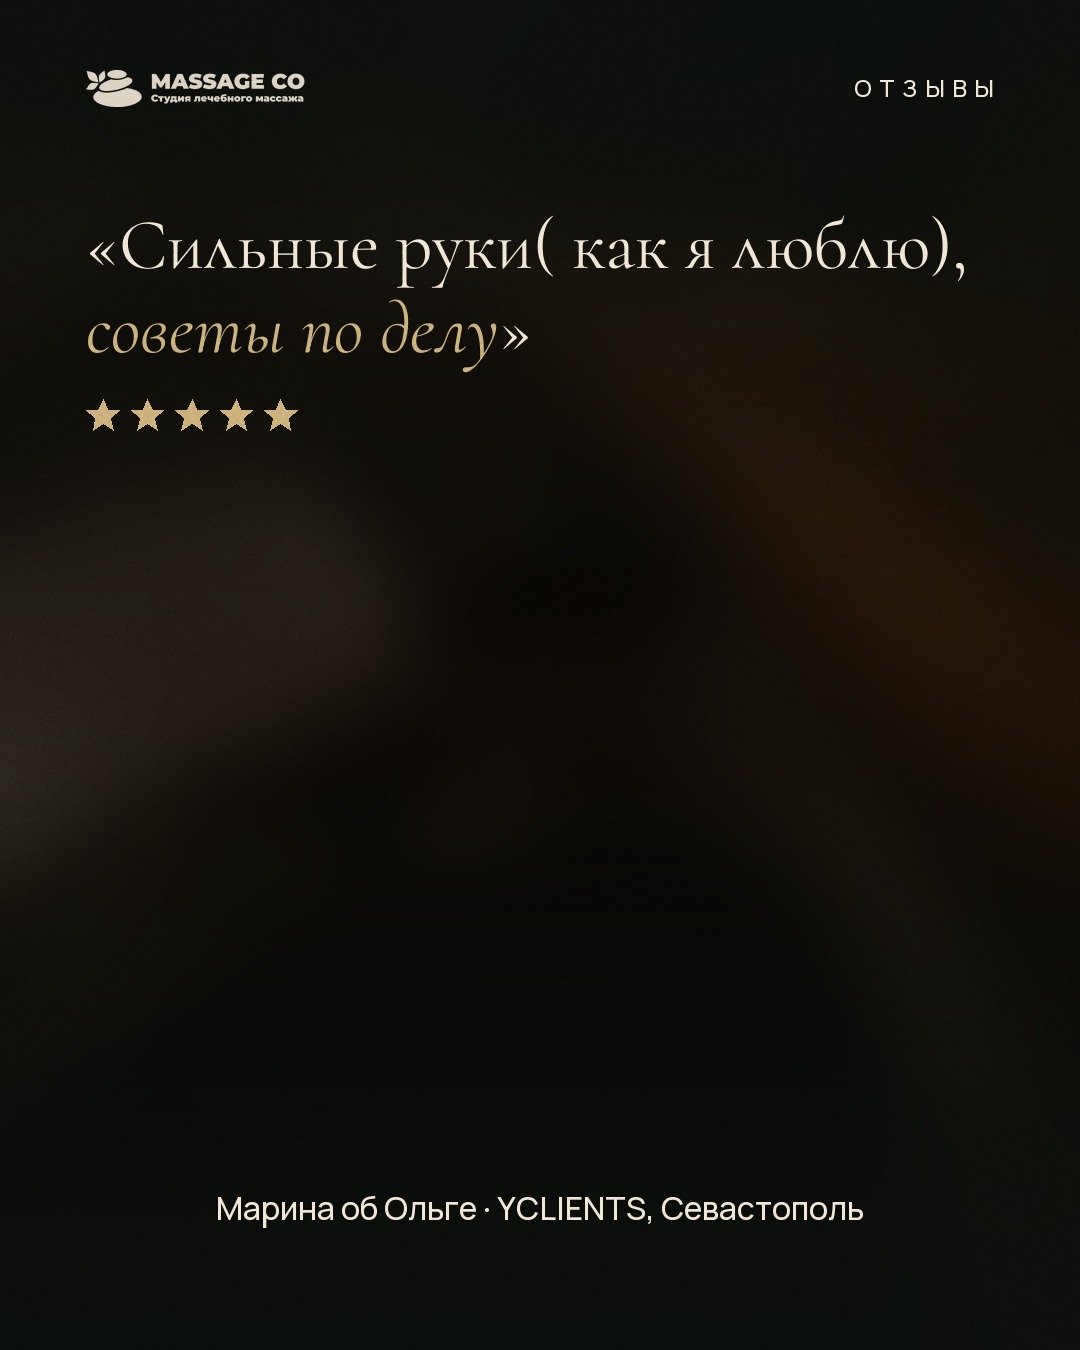 MASSAGE CO
Студия лечебного массажа
ОТЗЫВЫ
«Сильные руки( как я люблю),
советы по делу»
Марина об Ольге · YCLIENTS, Севастополь